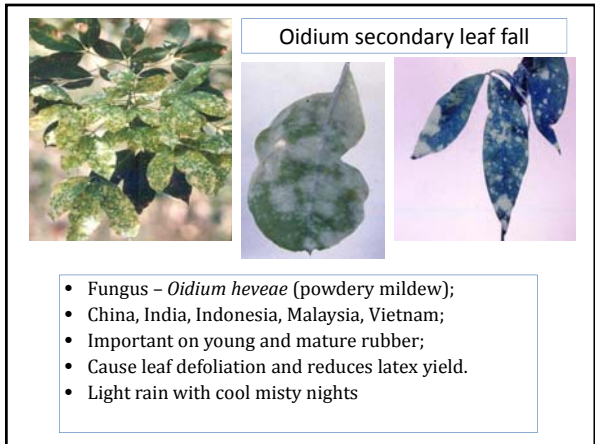 Oidium secondary leaf fall
• Fungus – Oidium heveae (powdery mildew);
• China, India, Indonesia, Malaysia, Vietnam;
• Important on young and mature rubber;
• Cause leaf defoliation and reduces latex yield.
• Light rain with cool misty nights